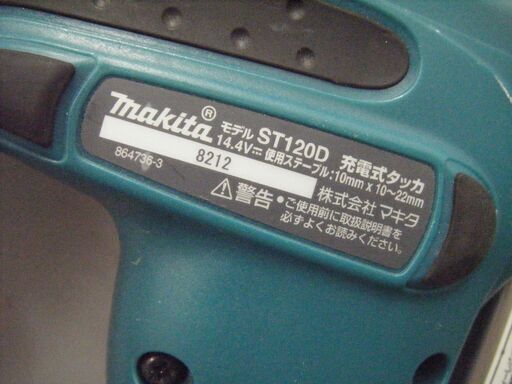 makita® モデル ST120D 充電式タッカ
14.4V⎓ 使用ステープル:10mm x 10~22mm
8212
864736-3
株式会社マキタ
⚠警告・ご使用前に取扱説明書を
必ずよくお読みください。